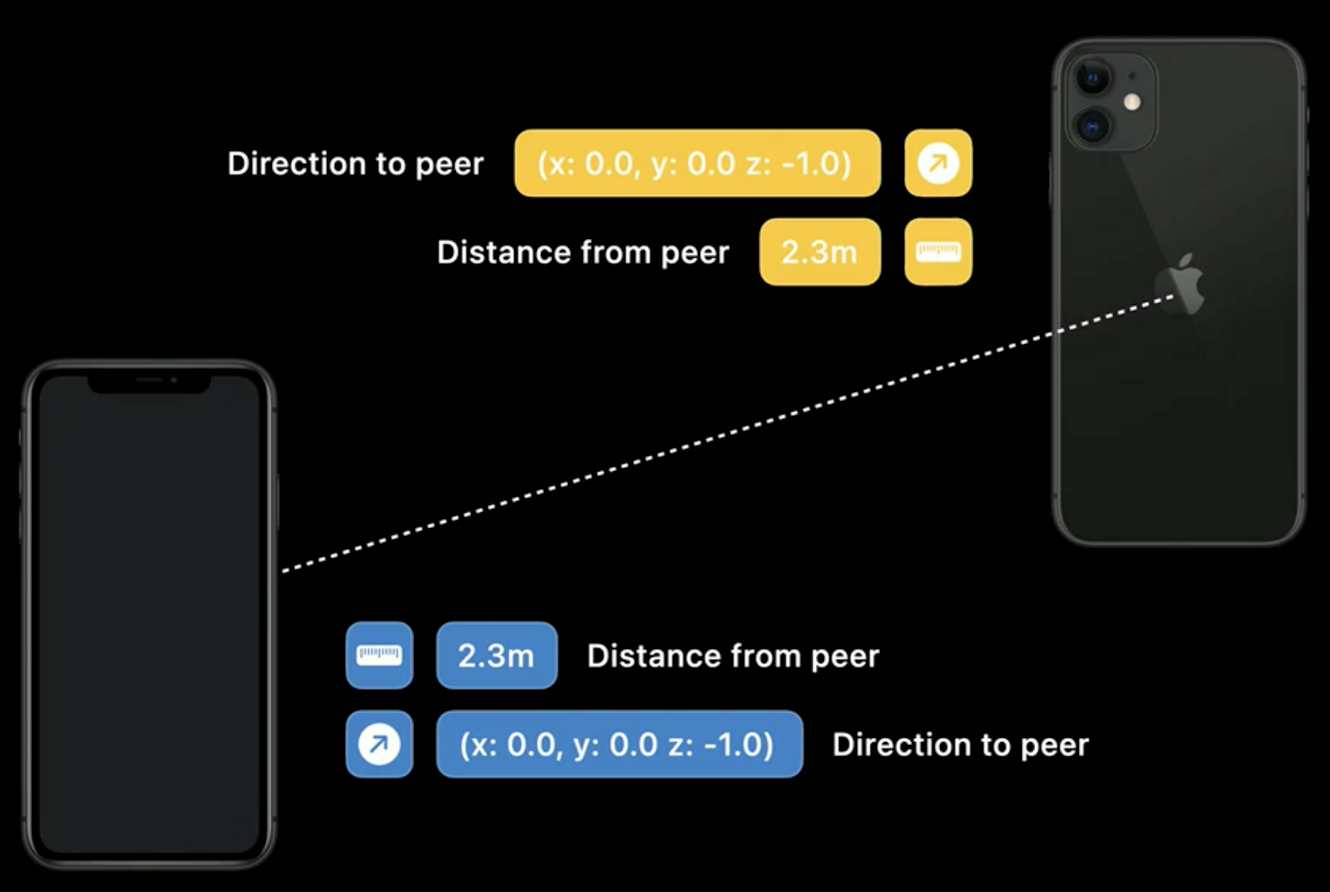 Direction to peer (x: 0.0, y: 0.0 z: -1.0)
Distance from peer 2.3m
2.3m Distance from peer
(x: 0.0, y: 0.0 z: -1.0) Direction to peer